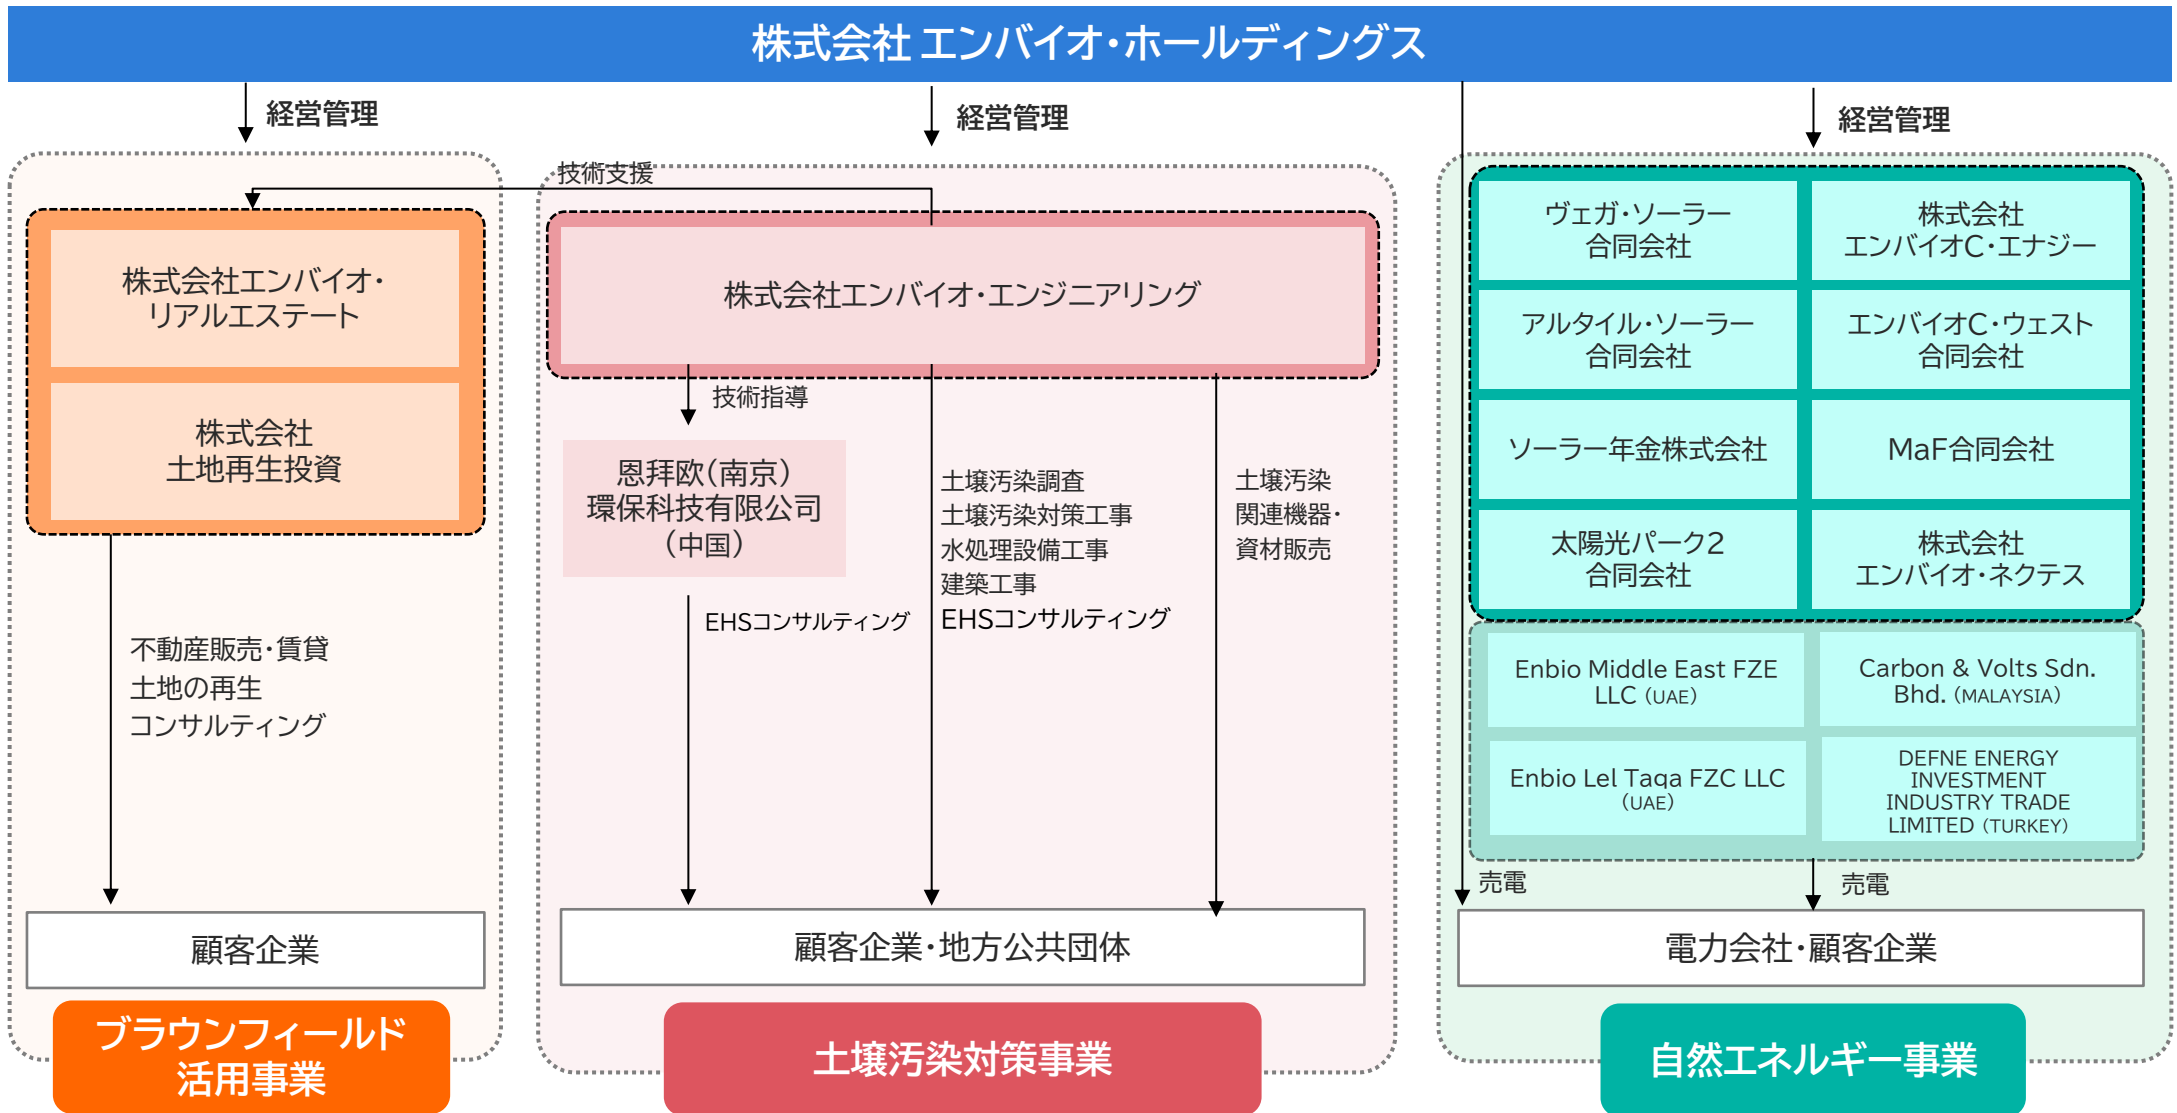 株式会社 エンバイオ・ホールディングス
経営管理
経営管理
経営管理
技術支援
株式会社エンバイオ・
リアルエステート
株式会社
土地再生投資
不動産販売・賃貸
土地の再生
コンサルティング
顧客企業
ブラウンフィールド
活用事業
株式会社エンバイオ・エンジニアリング
技術指導
恩拜欧（南京）
環保科技有限公司
（中国）
EHSコンサルティング
土壌汚染調査
土壌汚染対策工事
水処理設備工事
建築工事
EHSコンサルティング
土壌汚染
関連機器・
資材販売
顧客企業・地方公共団体
土壌汚染対策事業
ヴェガ・ソーラー
合同会社
株式会社
エンバイオC・エナジー
アルタイル・ソーラー
合同会社
エンバイオC・ウェスト
合同会社
ソーラー年金株式会社
MaF合同会社
太陽光パーク2
合同会社
株式会社
エンバイオ・ネクテス
Enbio Middle East FZE
LLC（UAE）
Carbon & Volts Sdn.
Bhd.（MALAYSIA）
Enbio Lel Taqa FZC LLC
（UAE）
DEFNE ENERGY
INVESTMENT
INDUSTRY TRADE
LIMITED（TURKEY）
売電
売電
電力会社・顧客企業
自然エネルギー事業